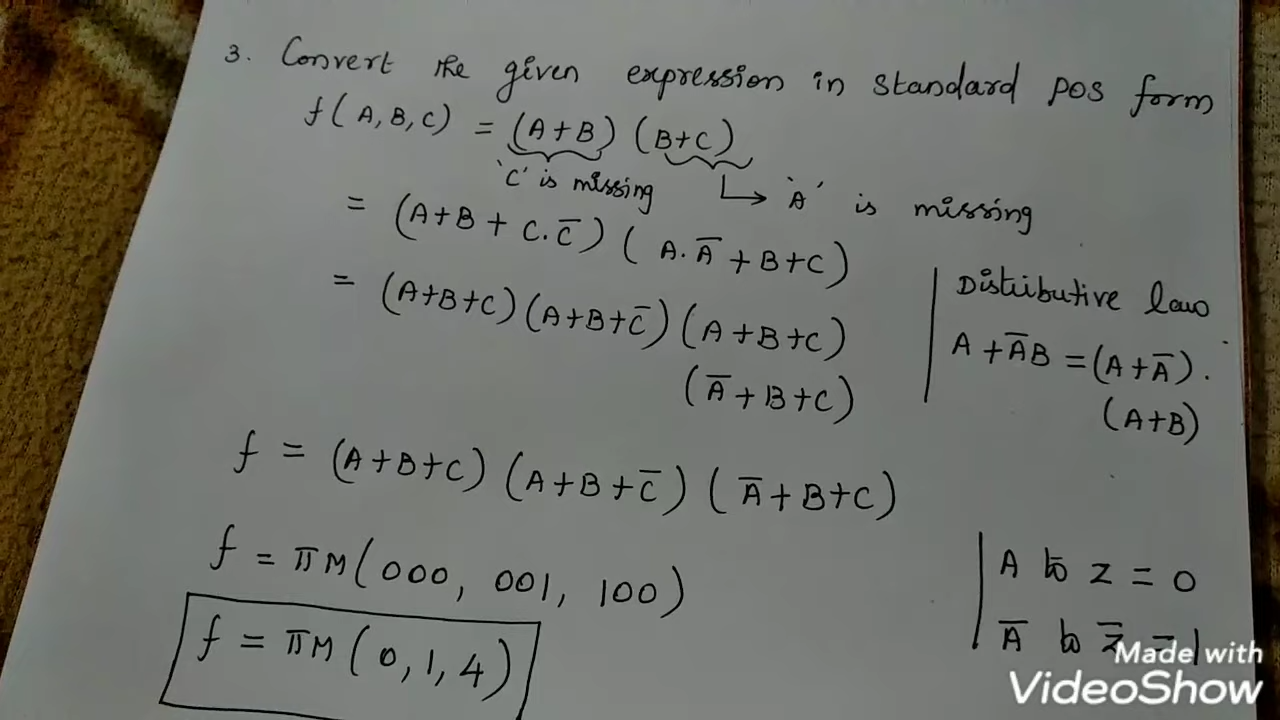 3. Convert the given expression in standard POS form
f(A,B,C) = (A+B) (B+C)
'C' is missing → 'A' is missing
= (A+B + C.C̅) (A.A̅ + B+C)
= (A+B+C) (A+B+C̅) (A+B+C)
(A̅+B+C)
Distributive law
A + A̅B = (A+A̅).
(A+B)
f = (A+B+C) (A+B+C̅) (A̅+B+C)
f = πM(000, 001, 100)
f = πM(0,1,4)
A to z = 0
A̅ to z̅ = 1
Made with
VideoShow